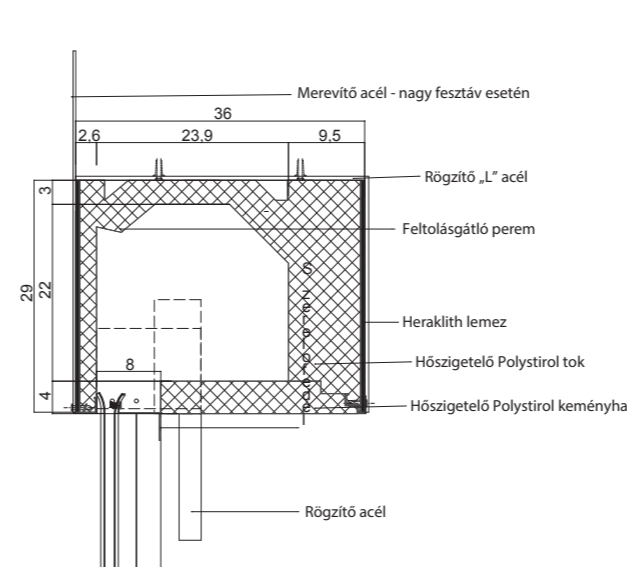 Merevítő acél - nagy fesztáv esetén
36
2,6 23,9 9,5
Rögzítő „L” acél
3
Feltolásgátló perem
29
22
Heraklith lemez
8
Hőszigetelő Polystirol tok
4
Hőszigetelő Polystirol keményha
Rögzítő acél